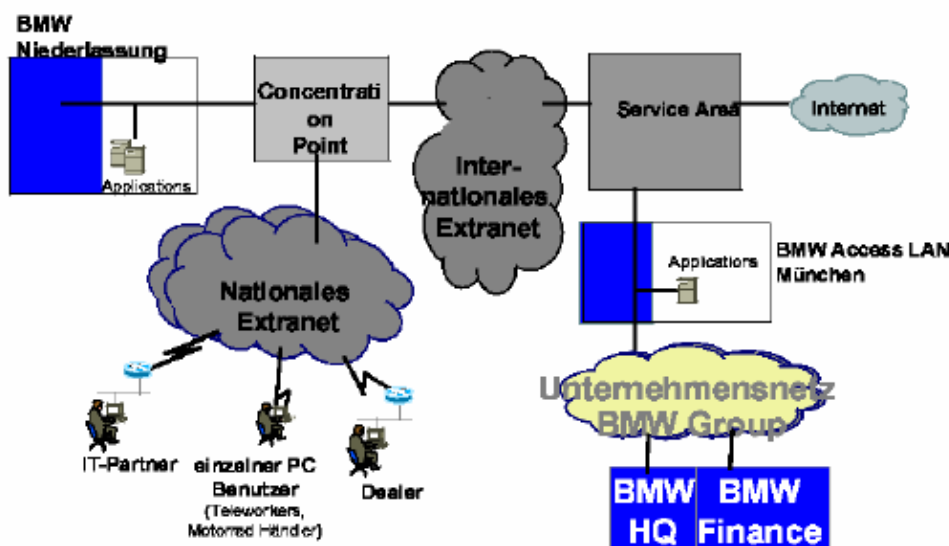 BMW
Niederlassung
Applications
Concentrati
on
Point
Inter-
nationales
Extranet
Service Area
Internet
Applications
BMW Access LAN
München
Nationales
Extranet
Unternehmensnetz
BMW Group
IT-Partner
einzelner PC
Benutzer
(Teleworkers,
Motorrad Händler)
Dealer
BMW
HQ
BMW
Finance